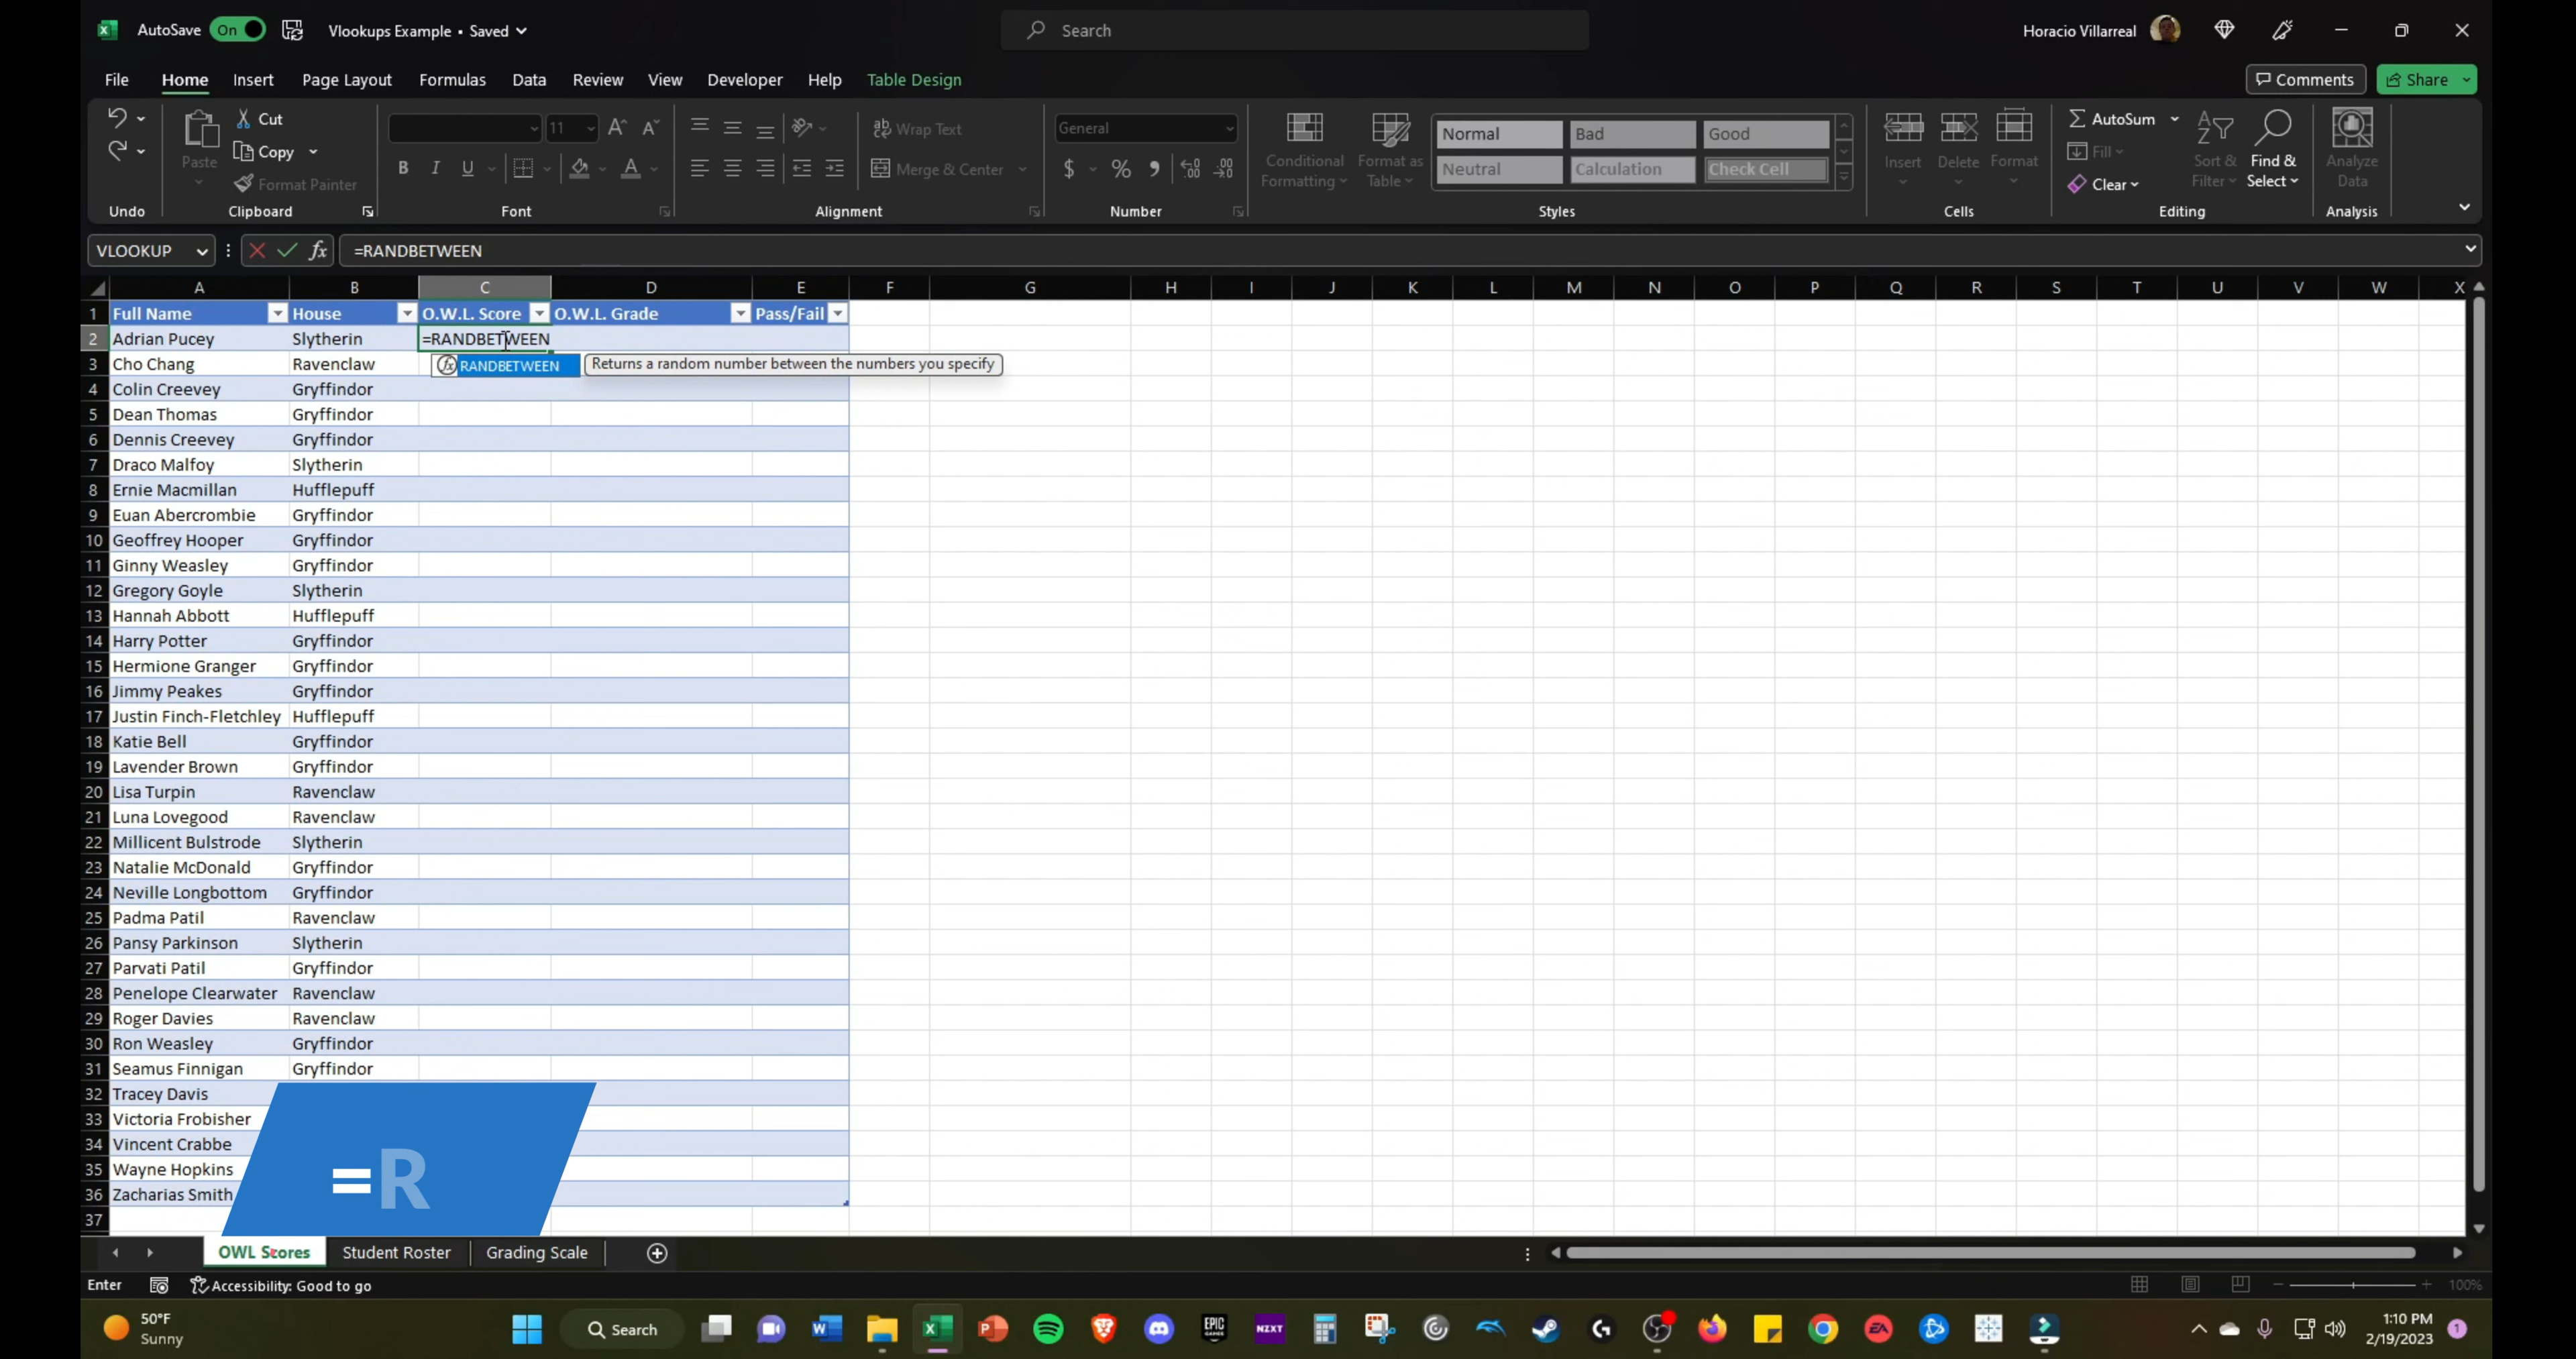 AutoSave On Vlookups Example • Saved Search Horacio Villarreal
File Home Insert Page Layout Formulas Data Review View Developer Help Table Design Comments Share
Paste Cut Copy Format Painter 11 Wrap Text Merge & Center General Conditional Formatting Format as Table Normal Bad Good Neutral Calculation Check Cell Insert Delete Format AutoSum Fill Clear Sort & Filter Find & Select Analyze Data
Undo Clipboard Font Alignment Number Styles Cells Editing Analysis
VLOOKUP fx =RANDBETWEEN
A B C D E F G H I J K L M N O P Q R S T U V W X
1 Full Name House O.W.L. Score O.W.L. Grade Pass/Fail
2 Adrian Pucey Slytherin =RANDBETWEEN
3 Cho Chang Ravenclaw RANDBETWEEN Returns a random number between the numbers you specify
4 Colin Creevey Gryffindor
5 Dean Thomas Gryffindor
6 Dennis Creevey Gryffindor
7 Draco Malfoy Slytherin
8 Ernie Macmillan Hufflepuff
9 Euan Abercrombie Gryffindor
10 Geoffrey Hooper Gryffindor
11 Ginny Weasley Gryffindor
12 Gregory Goyle Slytherin
13 Hannah Abbott Hufflepuff
14 Harry Potter Gryffindor
15 Hermione Granger Gryffindor
16 Jimmy Peakes Gryffindor
17 Justin Finch-Fletchley Hufflepuff
18 Katie Bell Gryffindor
19 Lavender Brown Gryffindor
20 Lisa Turpin Ravenclaw
21 Luna Lovegood Ravenclaw
22 Millicent Bulstrode Slytherin
23 Natalie McDonald Gryffindor
24 Neville Longbottom Gryffindor
25 Padma Patil Ravenclaw
26 Pansy Parkinson Slytherin
27 Parvati Patil Gryffindor
28 Penelope Clearwater Ravenclaw
29 Roger Davies Ravenclaw
30 Ron Weasley Gryffindor
31 Seamus Finnigan Gryffindor
32 Tracey Davis
33 Victoria Frobisher
34 Vincent Crabbe
35 Wayne Hopkins
36 Zacharias Smith
37
=R
OWL Scores Student Roster Grading Scale
Enter Accessibility: Good to go 100%
50°F
Sunny
Search EPIC GAMES NZXT EA
1:10 PM
2/19/2023 1